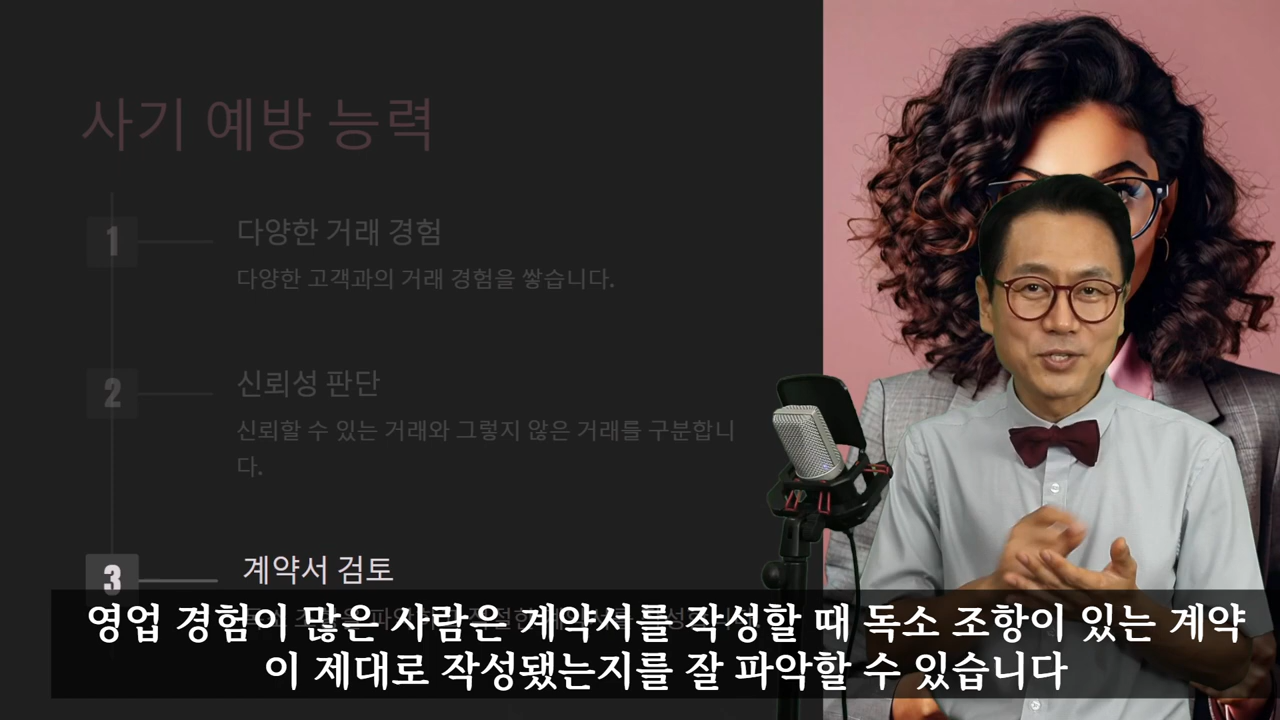 사기 예방 능력
1
다양한 거래 경험
다양한 고객과의 거래 경험을 쌓습니다.
2
신뢰성 판단
신뢰할 수 있는 거래와 그렇지 않은 거래를 구분합니
다.
3
계약서 검토
영업 경험이 많은 사람은 계약서를 작성할 때 독소 조항이 있는 계약
이 제대로 작성됐는지를 잘 파악할 수 있습니다